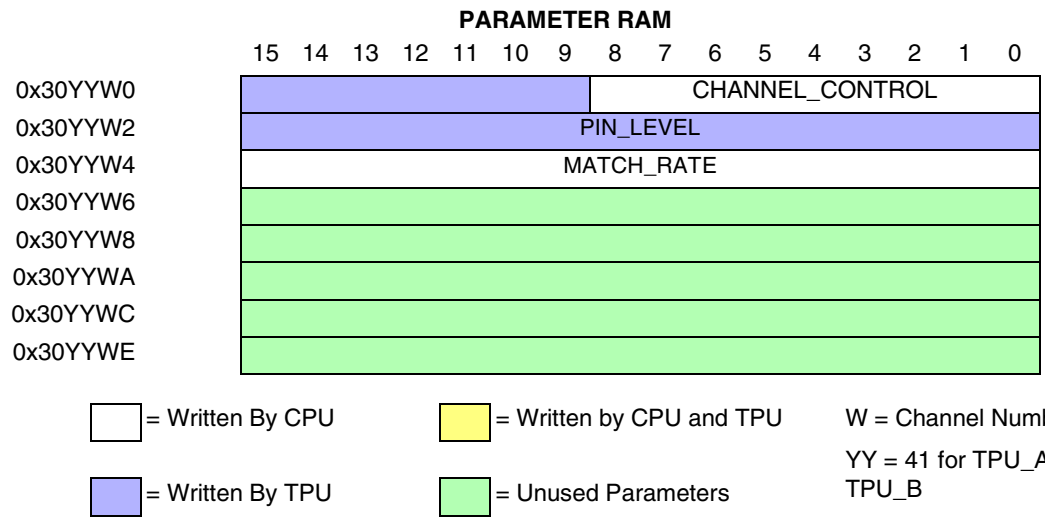 PARAMETER RAM
15 14 13 12 11 10 9 8 7 6 5 4 3 2 1 0
0x30YYW0 CHANNEL_CONTROL
0x30YYW2 PIN_LEVEL
0x30YYW4 MATCH_RATE
0x30YYW6
0x30YYW8
0x30YYWA
0x30YYWC
0x30YYWE
= Written By CPU = Written by CPU and TPU W = Channel
YY = 41 for TPU_A
= Written By TPU = Unused Parameters TPU_B